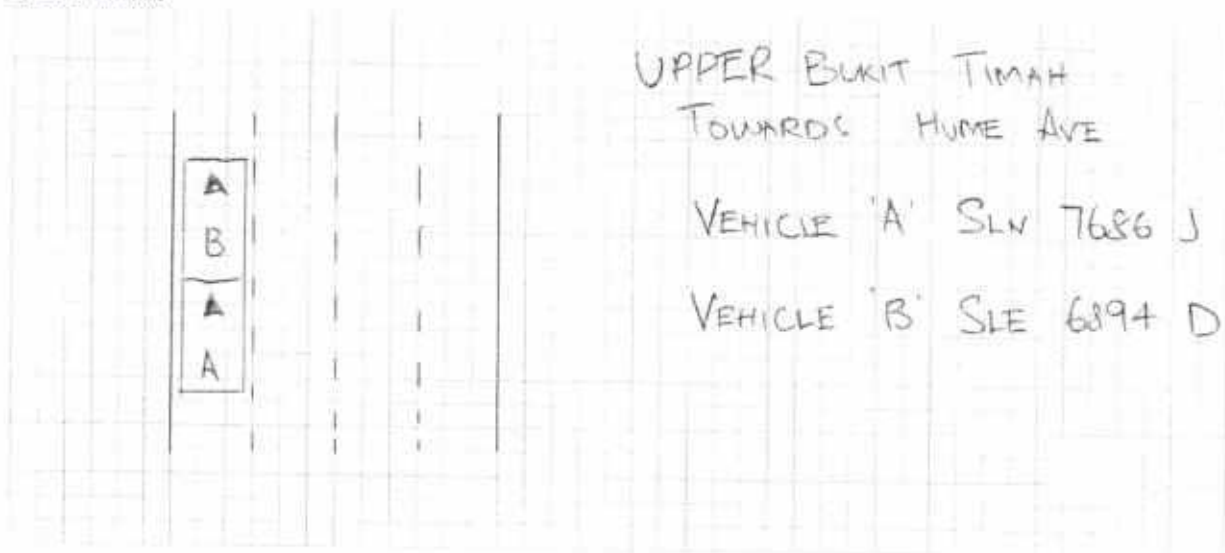 UPPER BUKIT TIMAH
TOWARDS HUME AVE
VEHICLE 'A' SLN 7686 J
VEHICLE 'B' SLE 6894 D
B
A